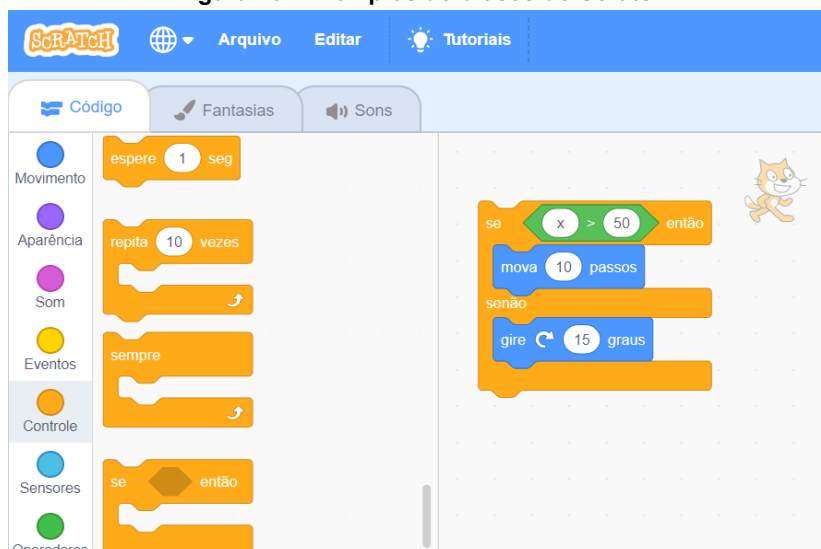 SCRATCH Arquivo Editar Tutoriais
Código Fantasias Sons
Movimento
Aparência
Som
Eventos
Controle
Sensores
Operadores
espere 1 seg
repita 10 vezes
sempre
se então
se x > 50 então
mova 10 passos
senão
gire 15 graus